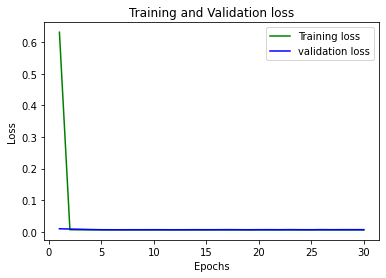 Training and Validation loss
Training loss
validation loss
0.6
0.5
0.4
0.3
0.2
0.1
0.0
Loss
0 5 10 15 20 25 30
Epochs